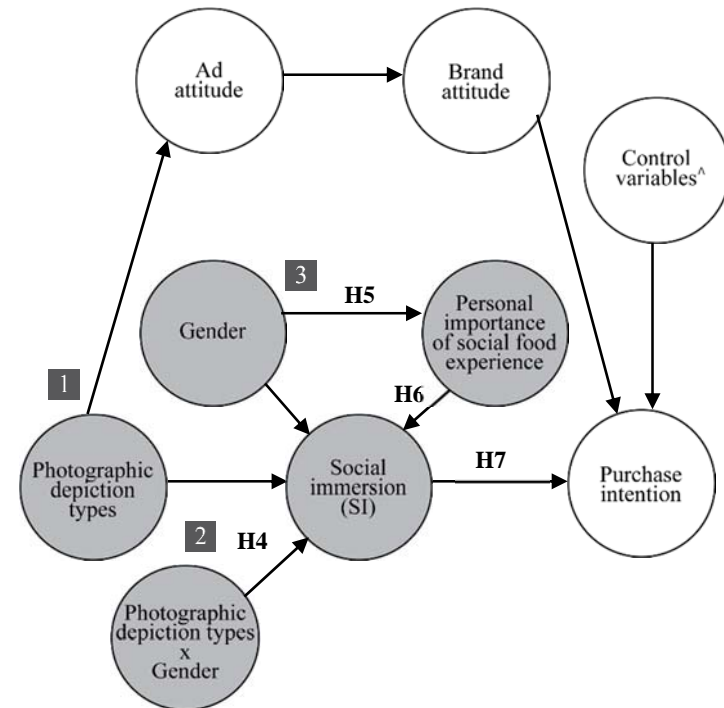 Ad
attitude
Brand
attitude
Control
variables^
3
H5
Gender
Personal
importance
of social food
experience
1
H6
Photographic
depiction
types
Social
immersion
(SI)
H7
Purchase
intention
2
H4
Photographic
depiction types
x
Gender